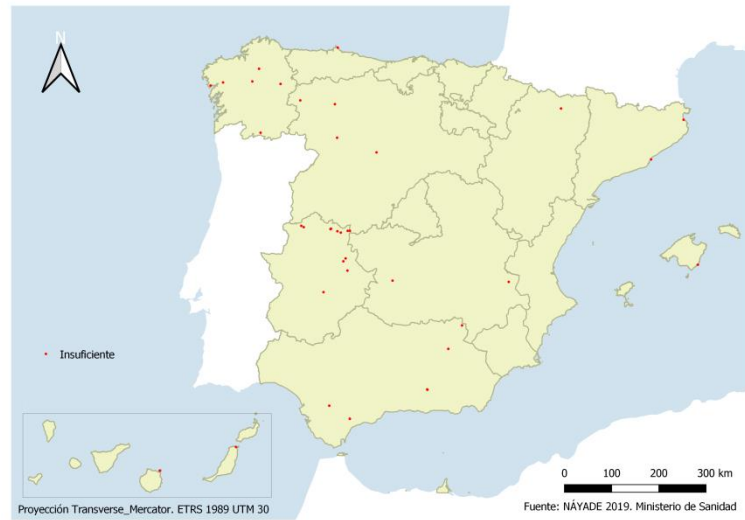 N
Insuficiente
0 100 200 300 km
Proyección Transverse_Mercator. ETRS 1989 UTM 30
Fuente: NÁYADE 2019. Ministerio de Sanidad